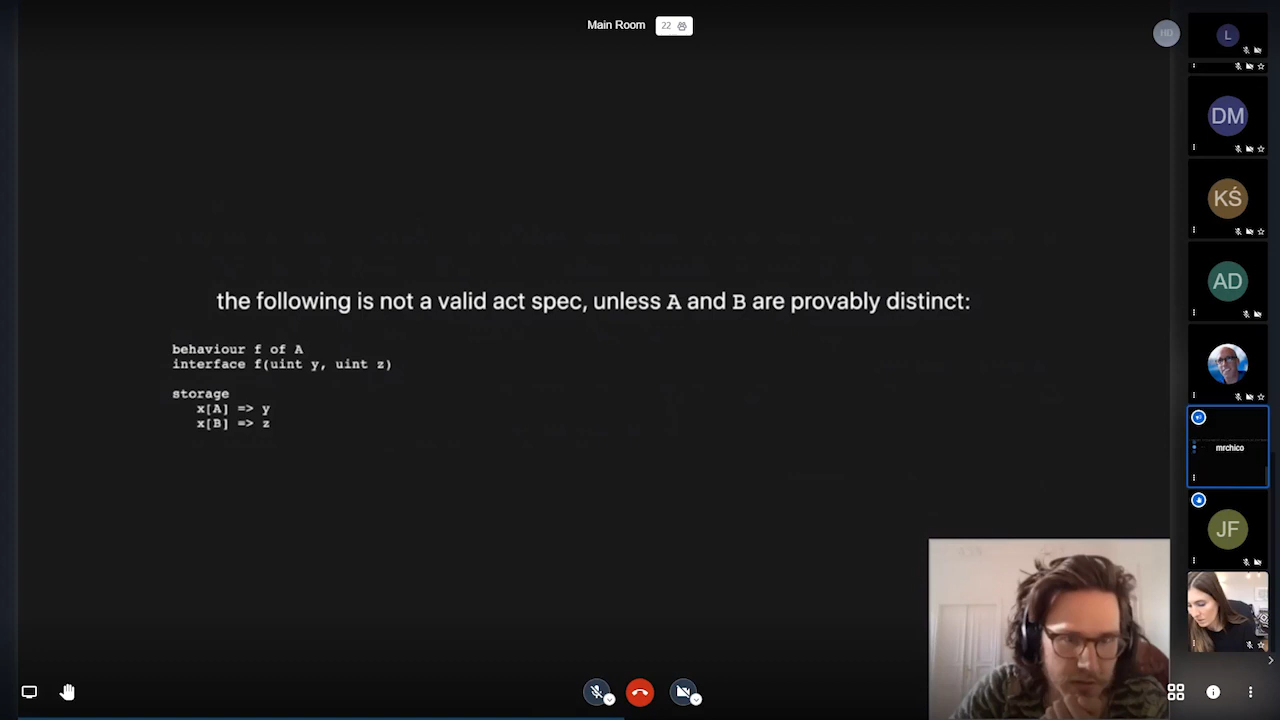 Main Room
22
HD
L
DM
KŚ
AD
mrchico
JF
the following is not a valid act spec, unless A and B are provably distinct:
behaviour f of A
interface f(uint y, uint z)
storage
x[A] => y
x[B] => z